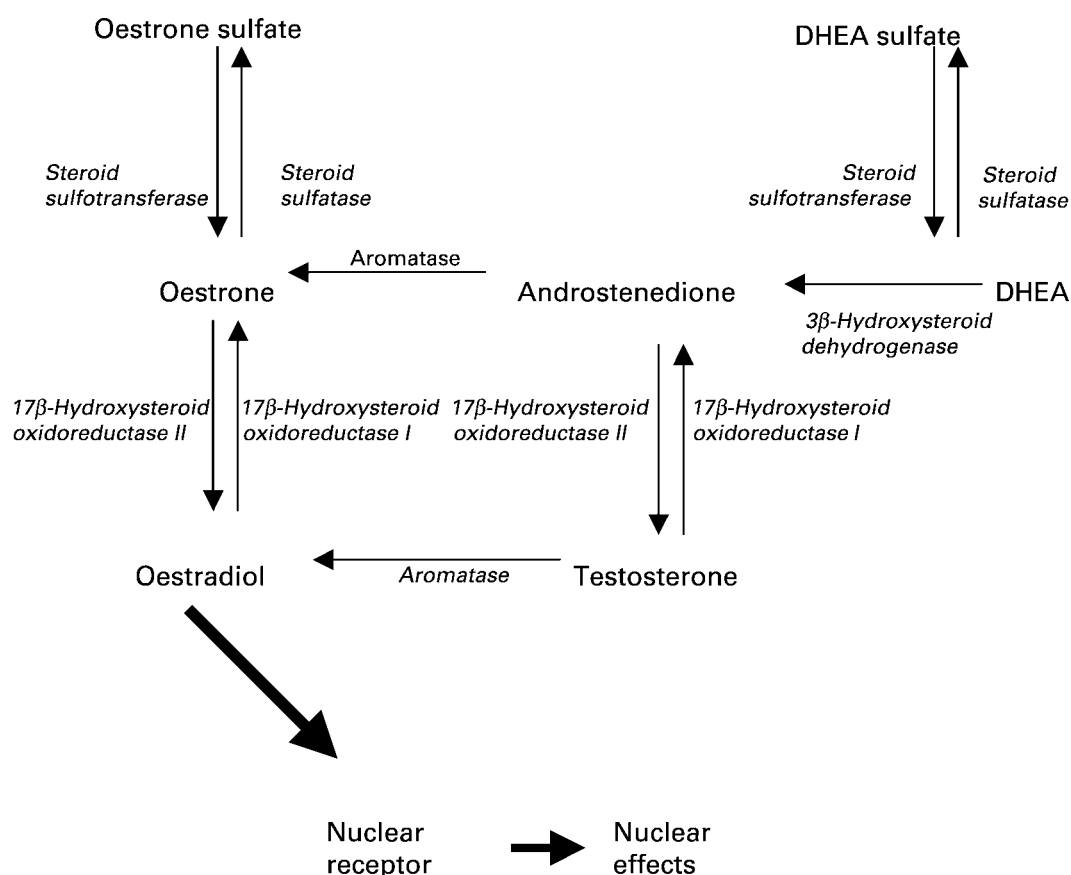 Oestrone sulfate
DHEA sulfate
Steroid
sulfotransferase
Steroid
sulfatase
Steroid
sulfotransferase
Steroid
sulfatase
Aromatase
Oestrone
Androstenedione
DHEA
3β-Hydroxysteroid
dehydrogenase
17β-Hydroxysteroid
oxidoreductase II
17β-Hydroxysteroid
oxidoreductase I
17β-Hydroxysteroid
oxidoreductase II
17β-Hydroxysteroid
oxidoreductase I
Oestradiol
Aromatase
Testosterone
Nuclear
receptor
Nuclear
effects